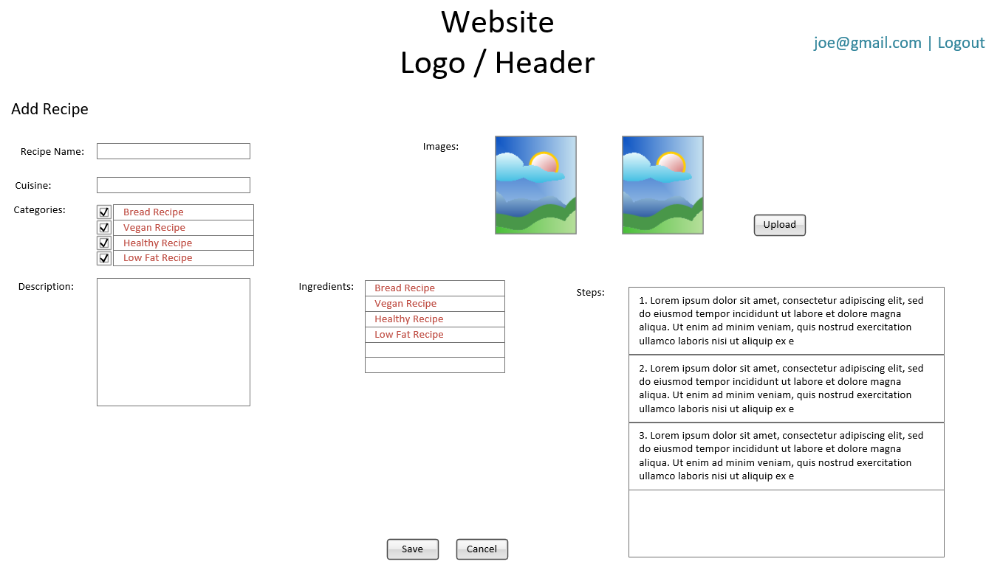 Website
Logo / Header
joe@gmail.com | Logout
Add Recipe
Recipe Name:
Images:
Cuisine:
Categories:
Bread Recipe
Vegan Recipe
Healthy Recipe
Low Fat Recipe
Upload
Description:
Ingredients:
Bread Recipe
Vegan Recipe
Healthy Recipe
Low Fat Recipe
Steps:
1. Lorem ipsum dolor sit amet, consectetur adipiscing elit, sed
do eiusmod tempor incididunt ut labore et dolore magna
aliqua. Ut enim ad minim veniam, quis nostrud exercitation
ullamco laboris nisi ut aliquip ex e
2. Lorem ipsum dolor sit amet, consectetur adipiscing elit, sed
do eiusmod tempor incididunt ut labore et dolore magna
aliqua. Ut enim ad minim veniam, quis nostrud exercitation
ullamco laboris nisi ut aliquip ex e
3. Lorem ipsum dolor sit amet, consectetur adipiscing elit, sed
do eiusmod tempor incididunt ut labore et dolore magna
aliqua. Ut enim ad minim veniam, quis nostrud exercitation
ullamco laboris nisi ut aliquip ex e
Save
Cancel